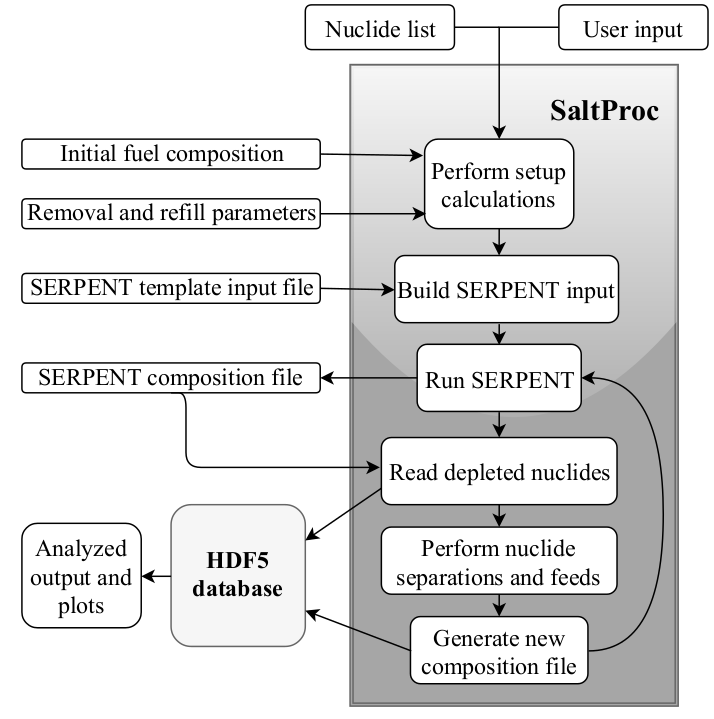 Nuclide list
User input
SaltProc
Initial fuel composition
Perform setup
calculations
Removal and refill parameters
SERPENT template input file
Build SERPENT input
SERPENT composition file
Run SERPENT
Read depleted nuclides
Analyzed
output and
plots
HDF5
database
Perform nuclide
separations and feeds
Generate new
composition file